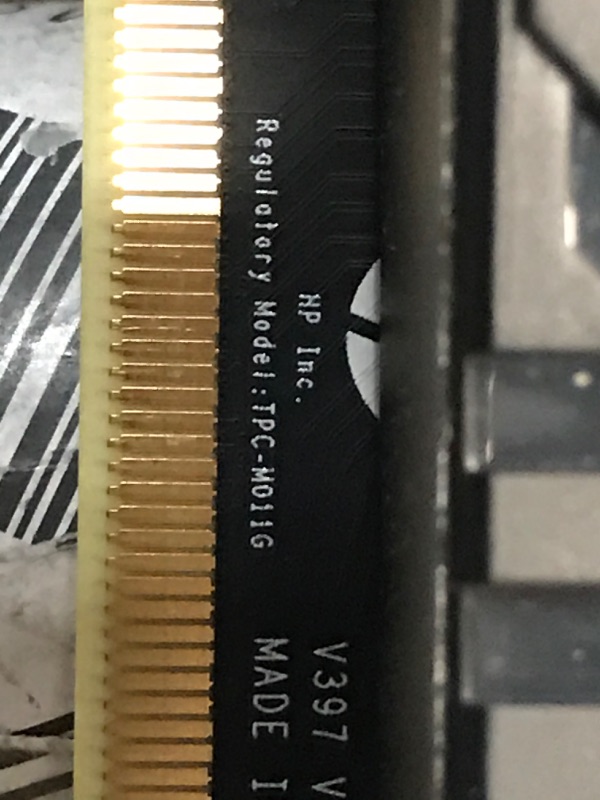 HP Inc.
Regulatory Model:TPC-M011G
V397 V
MADE I